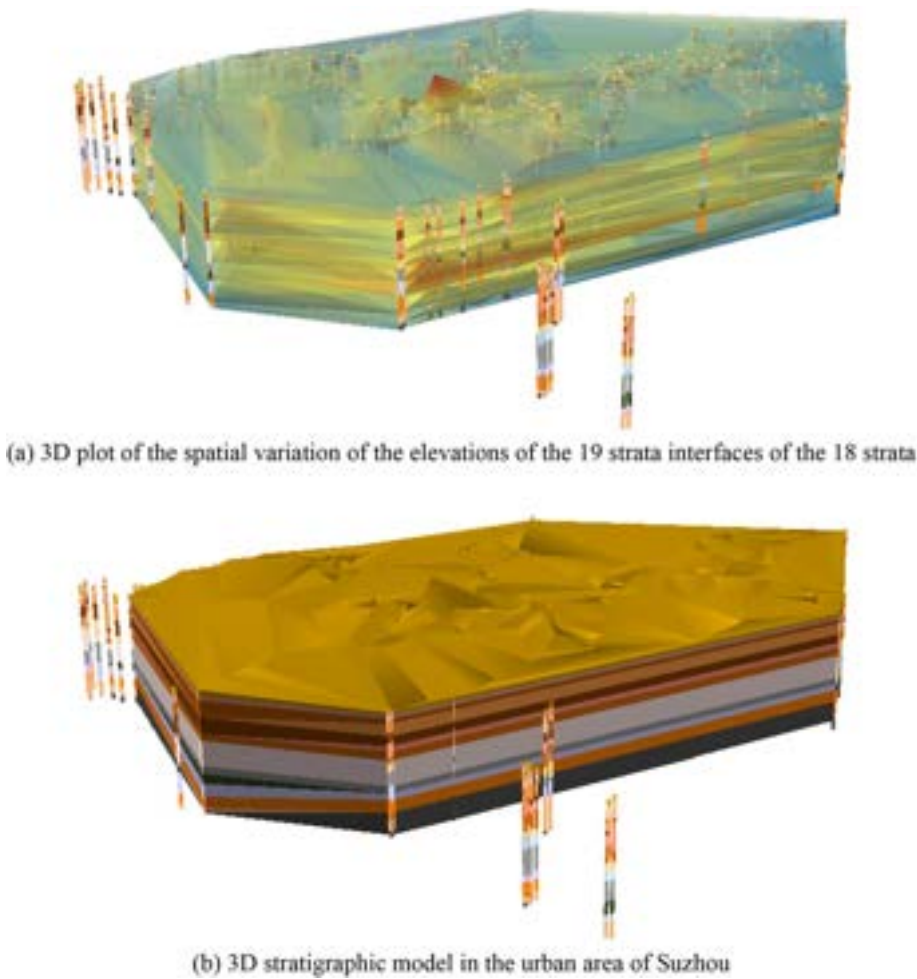 (a) 3D plot of the spatial variation of the elevations of the 19 strata interfaces of the 18 strata
(b) 3D stratigraphic model in the urban area of Suzhou